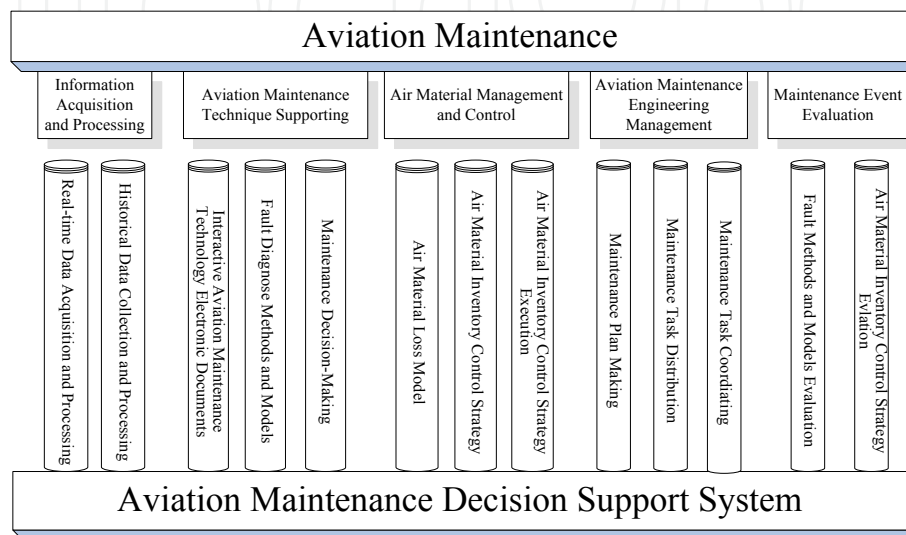 Aviation Maintenance
Information
Acquisition
and Processing
Aviation Maintenance
Technique Supporting
Air Material Management
and Control
Aviation Maintenance
Engineering
Management
Maintenance Event
Evaluation
Real-time Data Acquisition and Processing
Historical Data Collection and Processing
Interactive Aviation Maintenance
Technology Electronic Documents
Fault Diagnose Methods and Models
Maintenance Decision-Making
Air Material Loss Model
Air Material Inventory Control Strategy
Air Material Inventory Control Strategy
Execution
Maintenance Plan Making
Maintenance Task Distribution
Maintenance Task Coordiating
Fault Methods and Models Evaluation
Air Material Inventory Control Strategy
Evlation
Aviation Maintenance Decision Support System